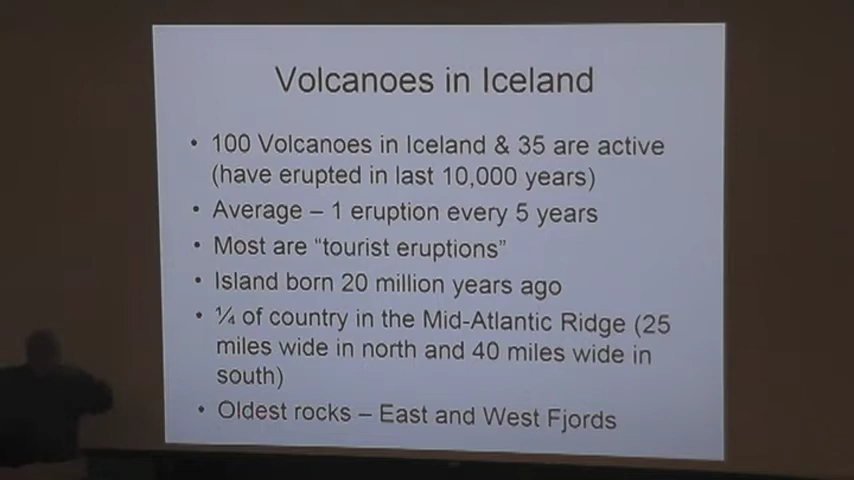 Volcanoes in Iceland
• 100 Volcanoes in Iceland & 35 are active
(have erupted in last 10,000 years)
• Average – 1 eruption every 5 years
• Most are “tourist eruptions”
• Island born 20 million years ago
• ¼ of country in the Mid-Atlantic Ridge (25
miles wide in north and 40 miles wide in
south)
• Oldest rocks – East and West Fjords